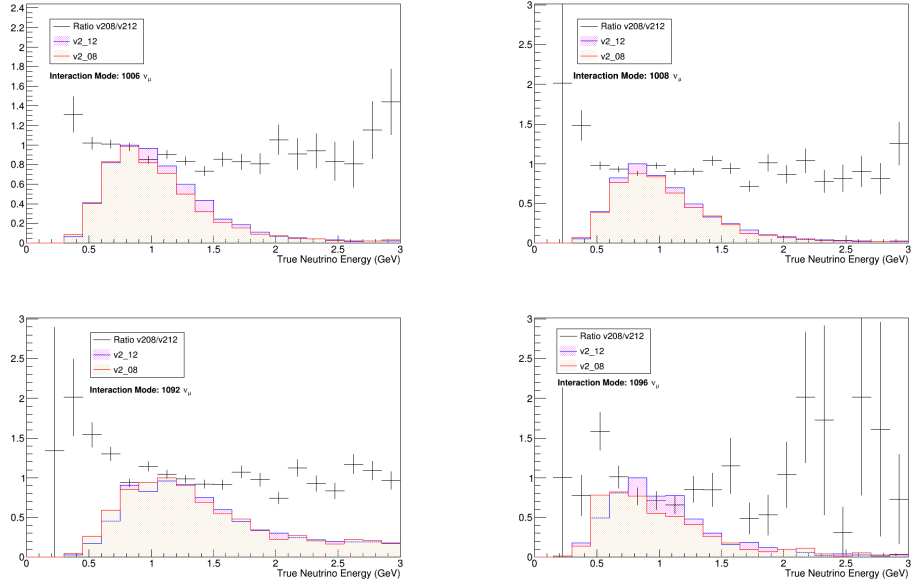 2.4
2.2
2
1.8
1.6
1.4
1.2
1
0.8
0.6
0.4
0.2
0
Ratio v208/v212
v2_12
v2_08
Interaction Mode: 1006 νμ
0 0.5 1 1.5 2 2.5 3
True Neutrino Energy (GeV)
3
2.5
2
1.5
1
0.5
0
Ratio v208/v212
v2_12
v2_08
Interaction Mode: 1008 νμ
0 0.5 1 1.5 2 2.5 3
True Neutrino Energy (GeV)
3
2.5
2
1.5
1
0.5
0
Ratio v208/v212
v2_12
v2_08
Interaction Mode: 1092 νμ
0 0.5 1 1.5 2 2.5 3
True Neutrino Energy (GeV)
3
2.5
2
1.5
1
0.5
0
Ratio v208/v212
v2_12
v2_08
Interaction Mode: 1096 νμ
0 0.5 1 1.5 2 2.5 3
True Neutrino Energy (GeV)